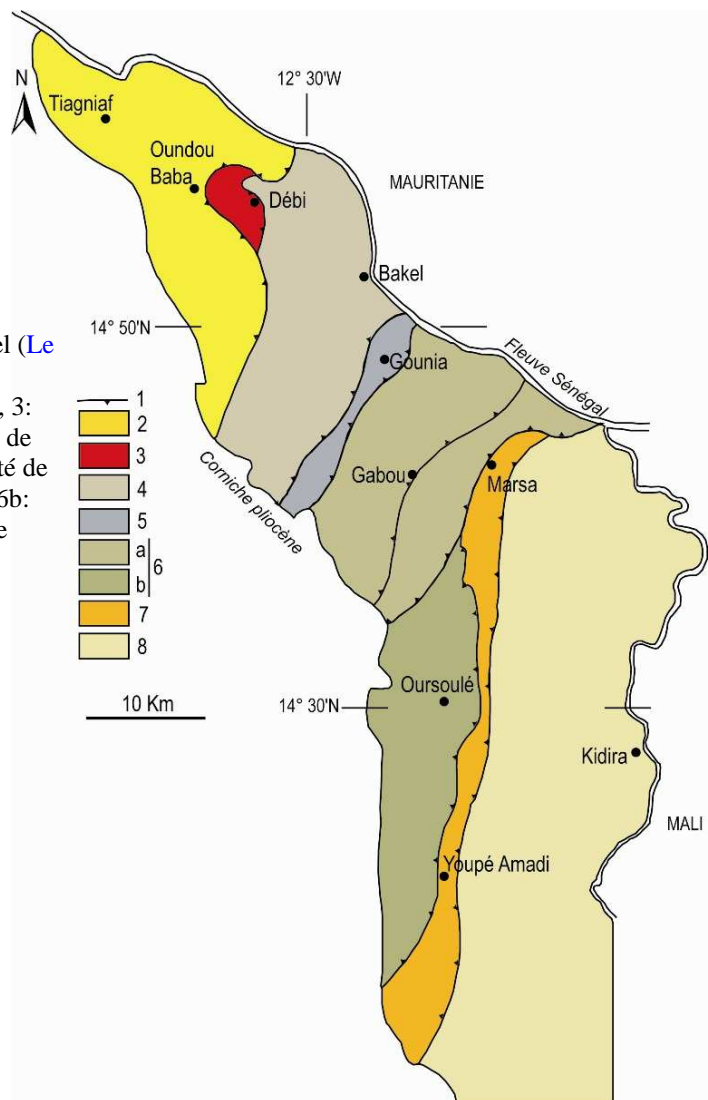 N
12° 30'W
Tiagniaf
Oundou
Baba
MAURITANIE
Débi
Bakel
14° 50'N
el (Le
Gounia
Fleuve Sénégal
, 3:
de
té de
6b:
e
1
2
3
4
5
a
6
b
7
8
Corniche pliocène
Gabou
Marsa
10 Km
14° 30'N
Oursoulé
Kidira
MALI
Youpé Amadi